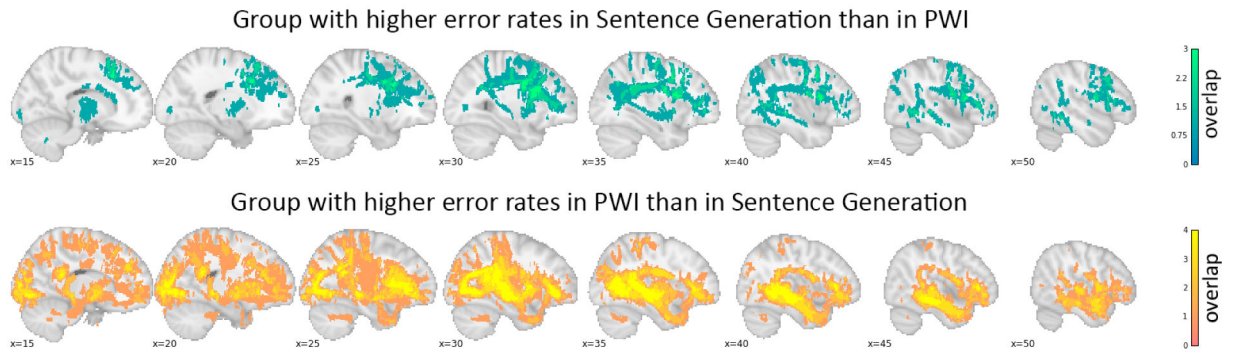 Group with higher error rates in Sentence Generation than in PWI
3
2.2
1.5
0.75
0
overlap
x=15 x=20 x=25 x=30 x=35 x=40 x=45 x=50
Group with higher error rates in PWI than in Sentence Generation
4
3
2
1
0
overlap
x=15 x=20 x=25 x=30 x=35 x=40 x=45 x=50